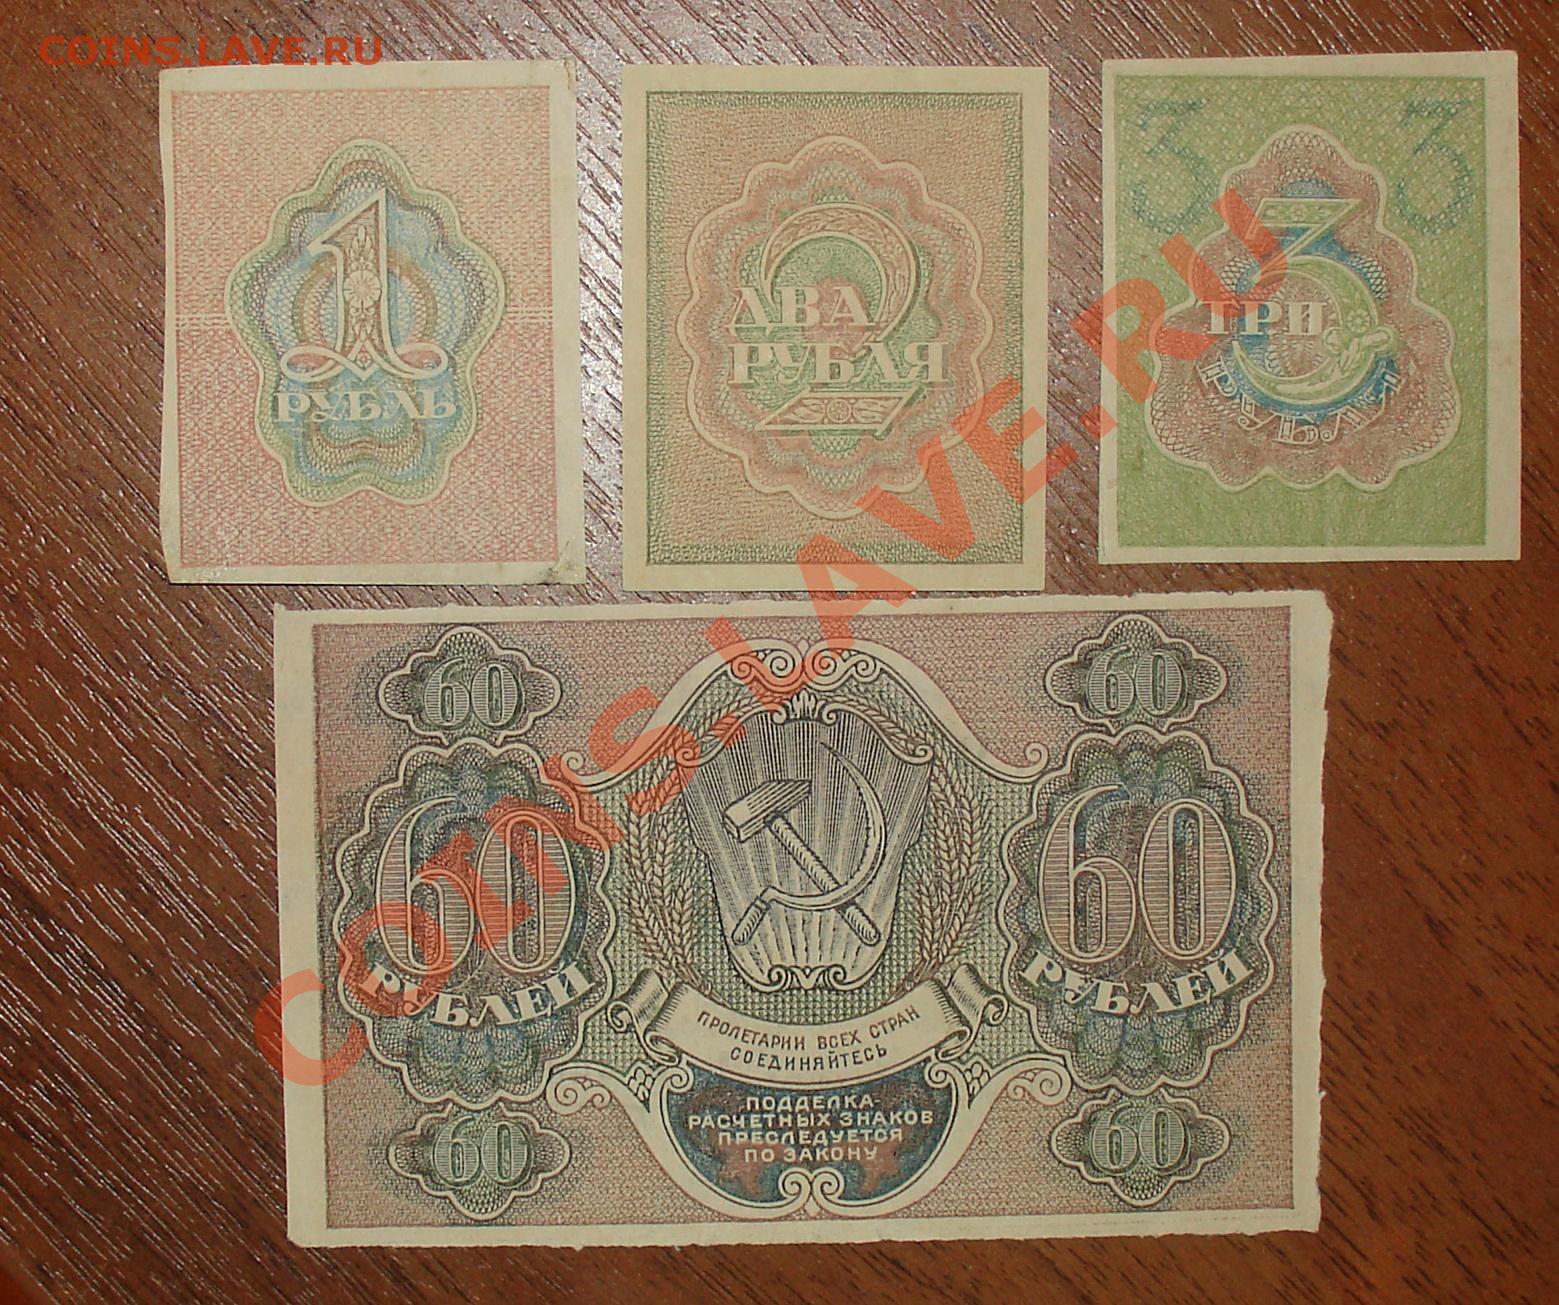 COINS.LAVE.RU
1
РУБЛЬ
2
ДВА
РУБЛЯ
3 3
3
ТРИ
РУБЛЯ
60 60
60 60
РУБЛЕЙ РУБЛЕЙ
ПРОЛЕТАРИИ ВСЕХ СТРАН
СОЕДИНЯЙТЕСЬ
60 60
ПОДДЕЛКА
РАСЧЕТНЫХ ЗНАКОВ
ПРЕСЛЕДУЕТСЯ
ПО ЗАКОНУ
COINS.LAVE.RU